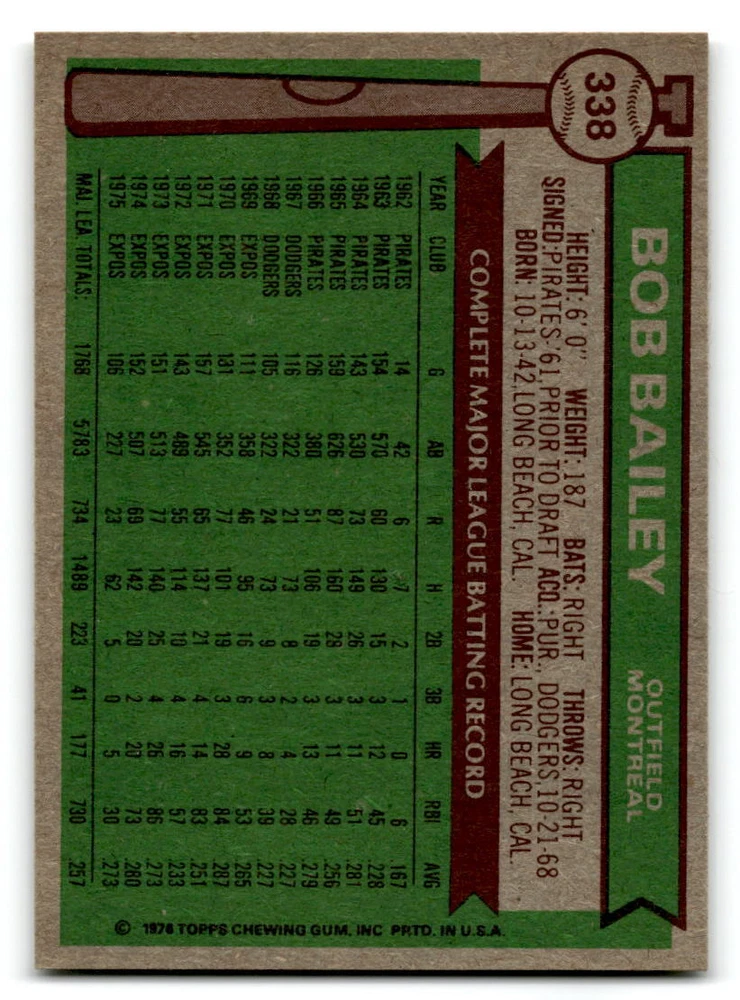 338
BOB BAILEY
OUTFIELD
MONTREAL
HEIGHT: 6' 0" WEIGHT: 187 BATS: RIGHT THROWS: RIGHT
SIGNED: PIRATES-'61, PRIOR TO DRAFT ACQ.: PUR., DODGERS, 10-21-68
BORN: 10-13-42, LONG BEACH, CAL. HOME: LONG BEACH, CAL.
COMPLETE MAJOR LEAGUE BATTING RECORD
YEAR CLUB G AB R H 2B 3B HR RBI AVG
1962 PIRATES 14 42 6 7 2 1 0 6 .167
1963 PIRATES 154 570 60 130 15 3 12 45 .228
1964 PIRATES 143 530 73 149 26 3 11 51 .281
1965 PIRATES 159 626 87 160 28 3 11 49 .256
1966 PIRATES 126 380 51 106 19 3 13 46 .279
1967 DODGERS 116 322 21 73 8 2 4 28 .227
1968 DODGERS 105 322 24 73 9 3 8 39 .227
1969 EXPOS 111 358 46 95 16 6 9 53 .265
1970 EXPOS 131 352 77 101 19 3 28 84 .287
1971 EXPOS 157 545 65 137 21 4 14 83 .251
1972 EXPOS 143 489 55 114 10 4 16 57 .233
1973 EXPOS 151 513 77 140 25 4 26 86 .273
1974 EXPOS 152 507 69 142 20 2 20 73 .280
1975 EXPOS 106 227 23 62 5 0 5 30 .273
MAJ. LEA. TOTALS: 1768 5783 734 1489 223 41 177 730 .257
© 1976 TOPPS CHEWING GUM, INC PRTD. IN U.S.A.